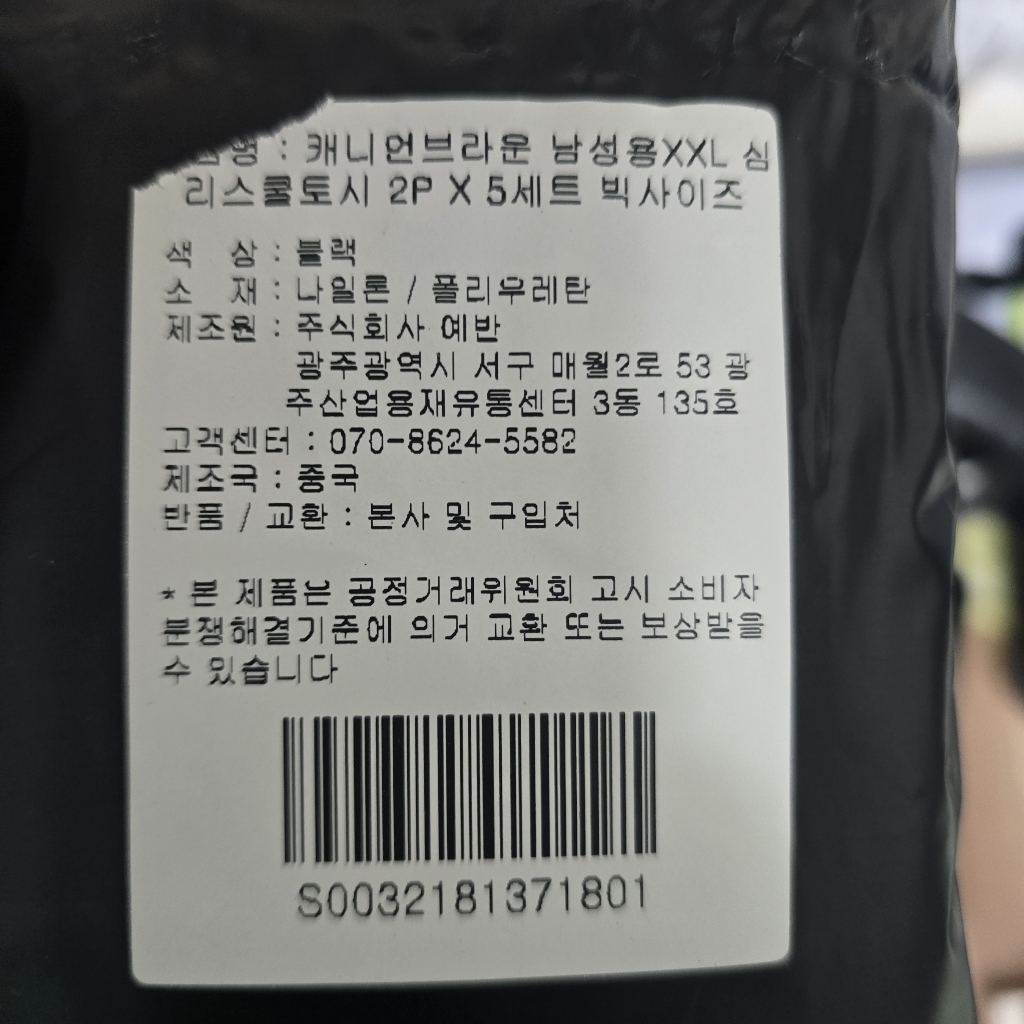 : 캐니언브라운 남성용XXL 심
리스쿨토시 2P X 5세트 빅사이즈
색 상 : 블랙
소 재 : 나일론 / 폴리우레탄
제조원 : 주식회사 예반
광주광역시 서구 매월2로 53 광
주산업용재유통센터 3동 135호
고객센터 : 070-8624-5582
제조국 : 중국
반품 / 교환 : 본사 및 구입처
* 본 제품은 공정거래위원회 고시 소비자
분쟁해결기준에 의거 교환 또는 보상받을
수 있습니다
S0032181371801